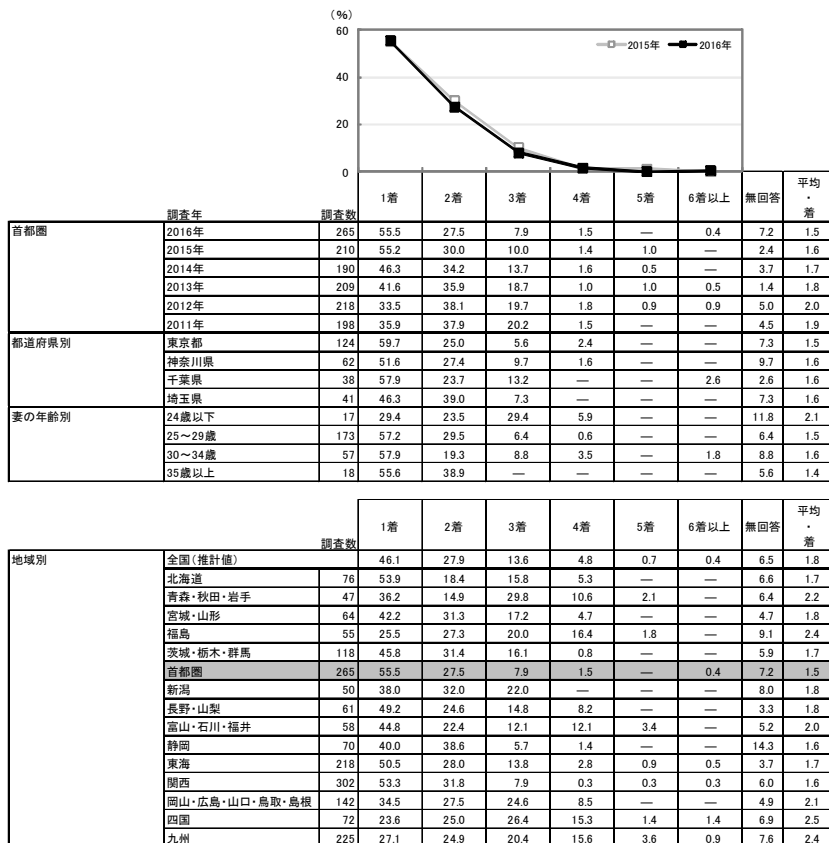 (%)
60
40
20
0
2015年 2016年
調査年 調査数 1着 2着 3着 4着 5着 6着以上 無回答 平均・着
首都圏 2016年 265 55.5 27.5 7.9 1.5 — 0.4 7.2 1.5
2015年 210 55.2 30.0 10.0 1.4 1.0 — 2.4 1.6
2014年 190 46.3 34.2 13.7 1.6 0.5 — 3.7 1.7
2013年 209 41.6 35.9 18.7 1.0 1.0 0.5 1.4 1.8
2012年 218 33.5 38.1 19.7 1.8 0.9 0.9 5.0 2.0
2011年 198 35.9 37.9 20.2 1.5 — — 4.5 1.9
都道府県別 東京都 124 59.7 25.0 5.6 2.4 — — 7.3 1.5
神奈川県 62 51.6 27.4 9.7 1.6 — — 9.7 1.6
千葉県 38 57.9 23.7 13.2 — — 2.6 2.6 1.6
埼玉県 41 46.3 39.0 7.3 — — — 7.3 1.6
妻の年齢別 24歳以下 17 29.4 23.5 29.4 5.9 — — 11.8 2.1
25～29歳 173 57.2 29.5 6.4 0.6 — — 6.4 1.5
30～34歳 57 57.9 19.3 8.8 3.5 — 1.8 8.8 1.6
35歳以上 18 55.6 38.9 — — — — 5.6 1.4
調査数 1着 2着 3着 4着 5着 6着以上 無回答 平均・着
地域別 全国(推計値) 46.1 27.9 13.6 4.8 0.7 0.4 6.5 1.8
北海道 76 53.9 18.4 15.8 5.3 — — 6.6 1.7
青森・秋田・岩手 47 36.2 14.9 29.8 10.6 2.1 — 6.4 2.2
宮城・山形 64 42.2 31.3 17.2 4.7 — — 4.7 1.8
福島 55 25.5 27.3 20.0 16.4 1.8 — 9.1 2.4
茨城・栃木・群馬 118 45.8 31.4 16.1 0.8 — — 5.9 1.7
首都圏 265 55.5 27.5 7.9 1.5 — 0.4 7.2 1.5
新潟 50 38.0 32.0 22.0 — — — 8.0 1.8
長野・山梨 61 49.2 24.6 14.8 8.2 — — 3.3 1.8
富山・石川・福井 58 44.8 22.4 12.1 12.1 3.4 — 5.2 2.0
静岡 70 40.0 38.6 5.7 1.4 — — 14.3 1.6
東海 218 50.5 28.0 13.8 2.8 0.9 0.5 3.7 1.7
関西 302 53.3 31.8 7.9 0.3 0.3 0.3 6.0 1.6
岡山・広島・山口・鳥取・島根 142 34.5 27.5 24.6 8.5 — — 4.9 2.1
四国 72 23.6 25.0 26.4 15.3 1.4 1.4 6.9 2.5
九州 225 27.1 24.9 20.4 15.6 3.6 0.9 7.6 2.4